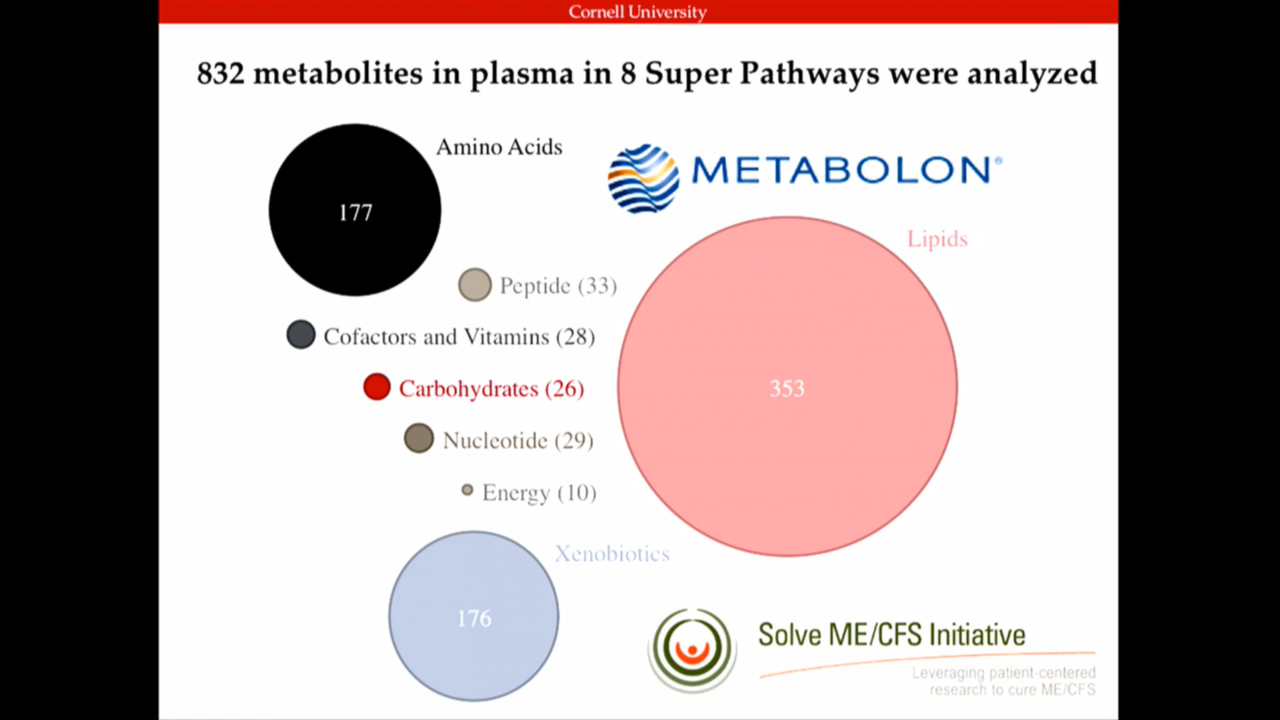 Cornell University
832 metabolites in plasma in 8 Super Pathways were analyzed
Amino Acids
177
METABOLON®
Lipids
Peptide (33)
Cofactors and Vitamins (28)
Carbohydrates (26)
353
Nucleotide (29)
Energy (10)
Xenobiotics
176
Solve ME/CFS Initiative
Leveraging patient-centered
research to cure ME/CFS